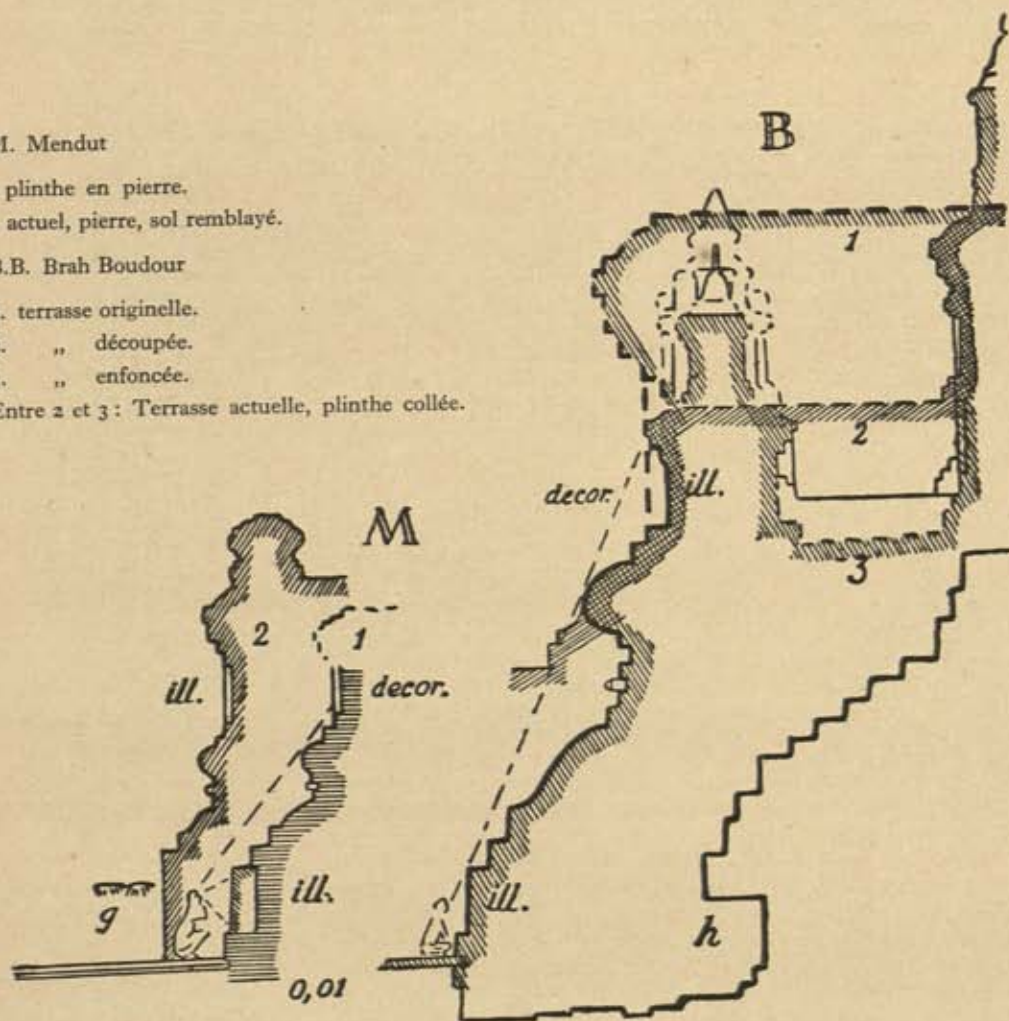 M. Mendut
plinthe en pierre.
actuel, pierre, sol remblayé.
B.B. Brah Boudour
. terrasse originelle.
. „ découpée.
. „ enfoncée.
Entre 2 et 3 : Terrasse actuelle, plinthe collée.
B
1
2
decor.
ill.
3
M
2
1
ill.
decor.
g
ill.
ill.
h
0,01